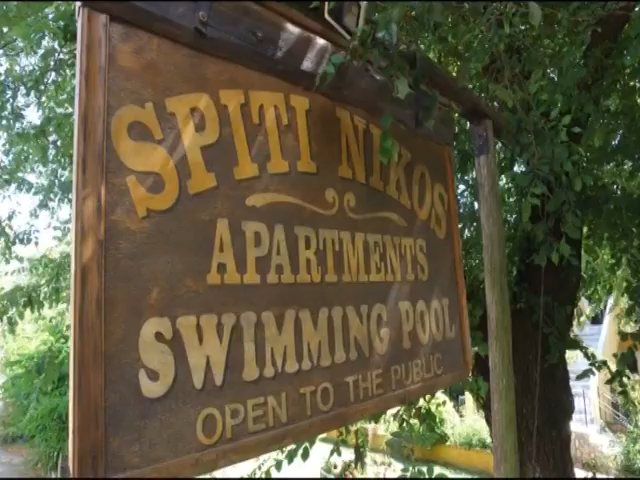 SPITI NIKOS
APARTMENTS
SWIMMING POOL
OPEN TO THE PUBLIC